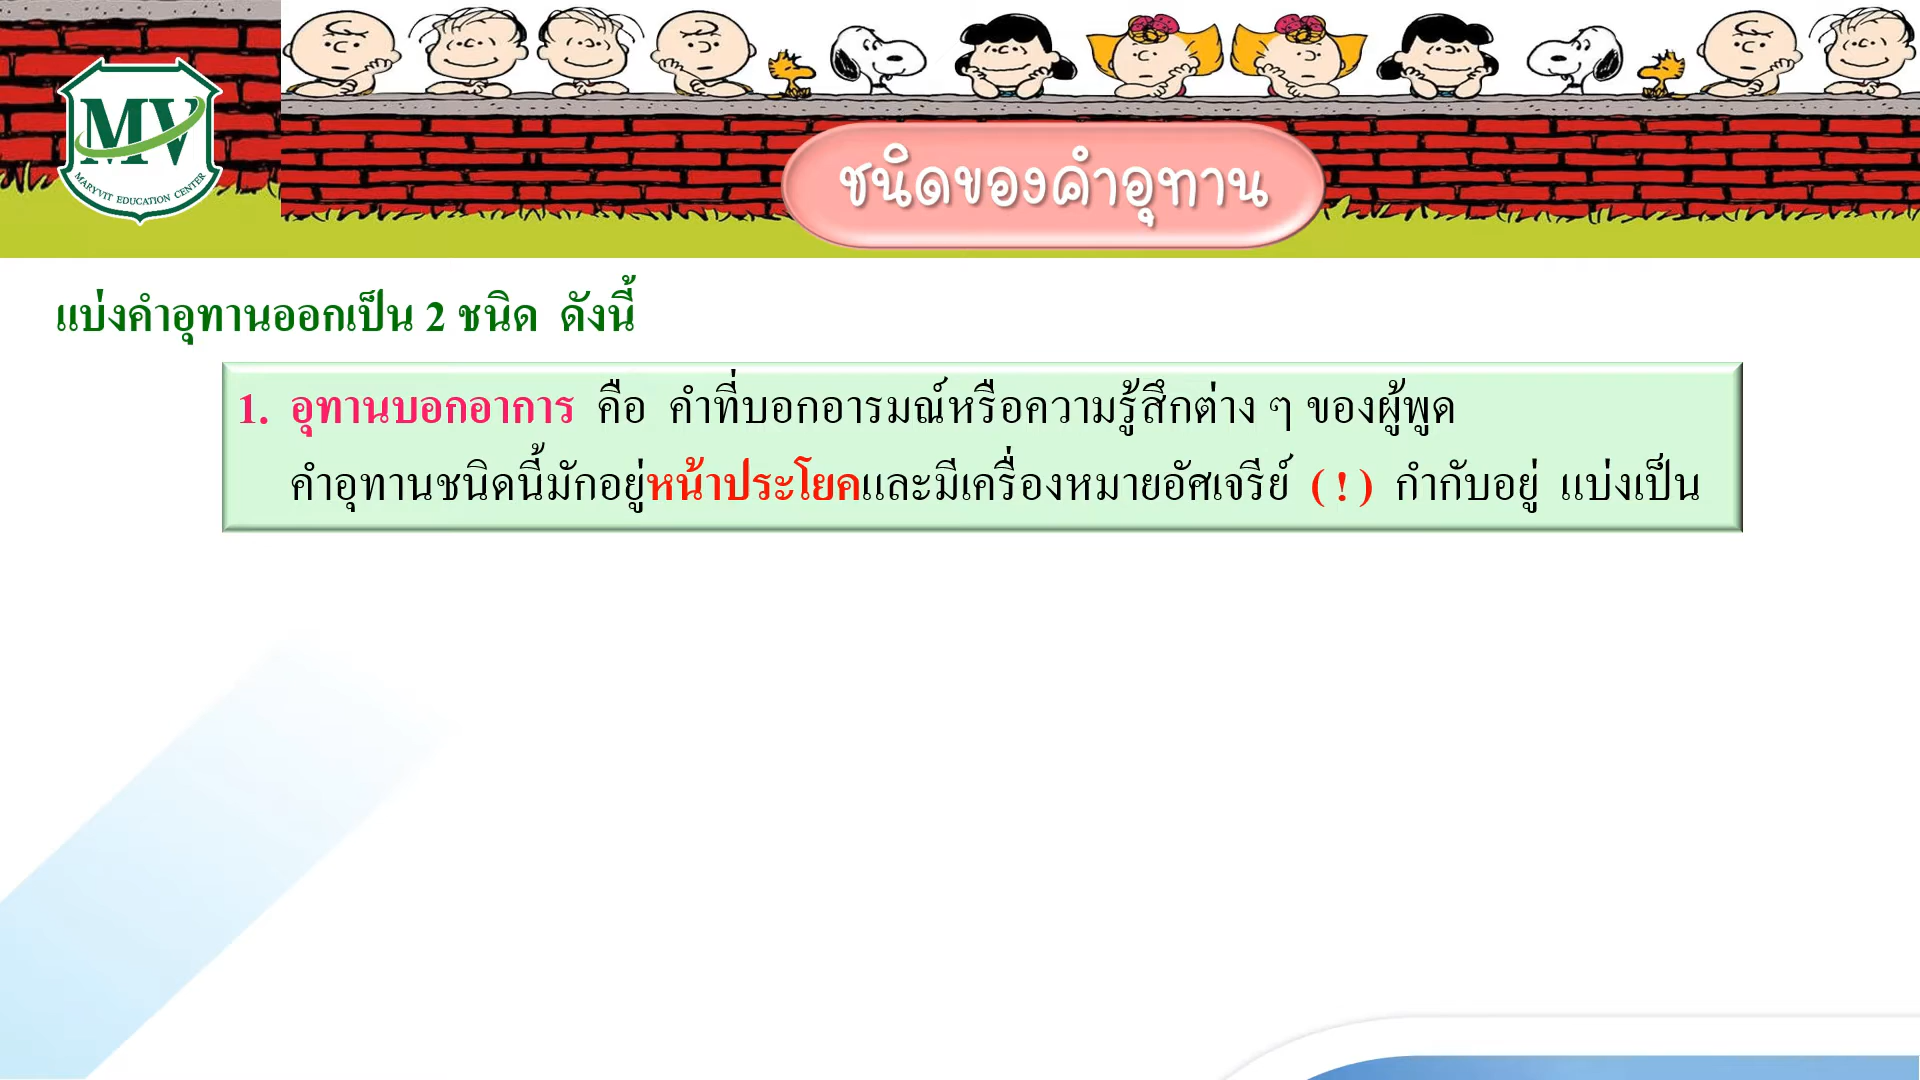 MV
MARYVIT EDUCATION CENTER
ชนิดของคำอุทาน
แบ่งคำอุทานออกเป็น 2 ชนิด ดังนี้
1. อุทานบอกอาการ คือ คำที่บอกอารมณ์หรือความรู้สึกต่าง ๆ ของผู้พูด
คำอุทานชนิดนี้มักอยู่หน้าประโยคและมีเครื่องหมายอัศเจรีย์ ( ! ) กำกับอยู่ แบ่งเป็น